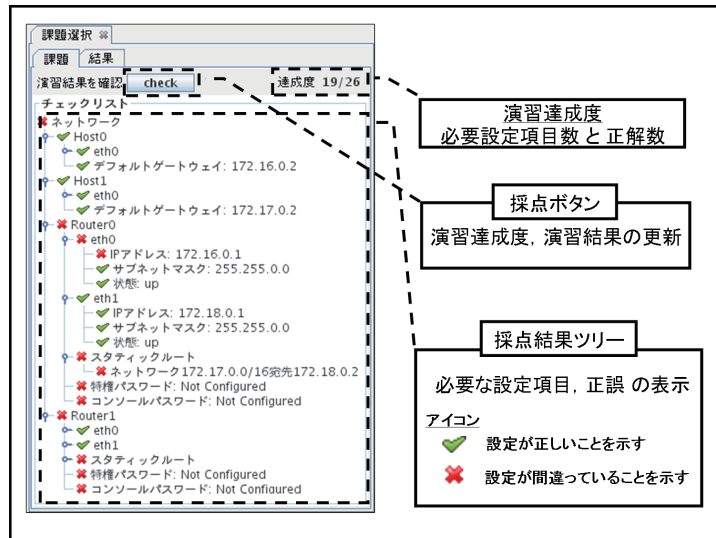 課題選択
課題 結果
演習結果を確認 check 達成度 19/26
チェックリスト
ネットワーク
Host0
eth0
デフォルトゲートウェイ: 172.16.0.2
Host1
eth0
デフォルトゲートウェイ: 172.17.0.2
Router0
eth0
IPアドレス: 172.16.0.1
サブネットマスク: 255.255.0.0
状態: up
eth1
IPアドレス: 172.18.0.1
サブネットマスク: 255.255.0.0
状態: up
スタティックルート
ネットワーク172.17.0.0/16宛先172.18.0.2
特権パスワード: Not Configured
コンソールパスワード: Not Configured
Router1
eth0
eth1
スタティックルート
特権パスワード: Not Configured
コンソールパスワード: Not Configured
演習達成度
必要設定項目数 と 正解数
採点ボタン
演習達成度, 演習結果の更新
採点結果ツリー
必要な設定項目, 正誤 の表示
アイコン
設定が正しいことを示す
設定が間違っていることを示す